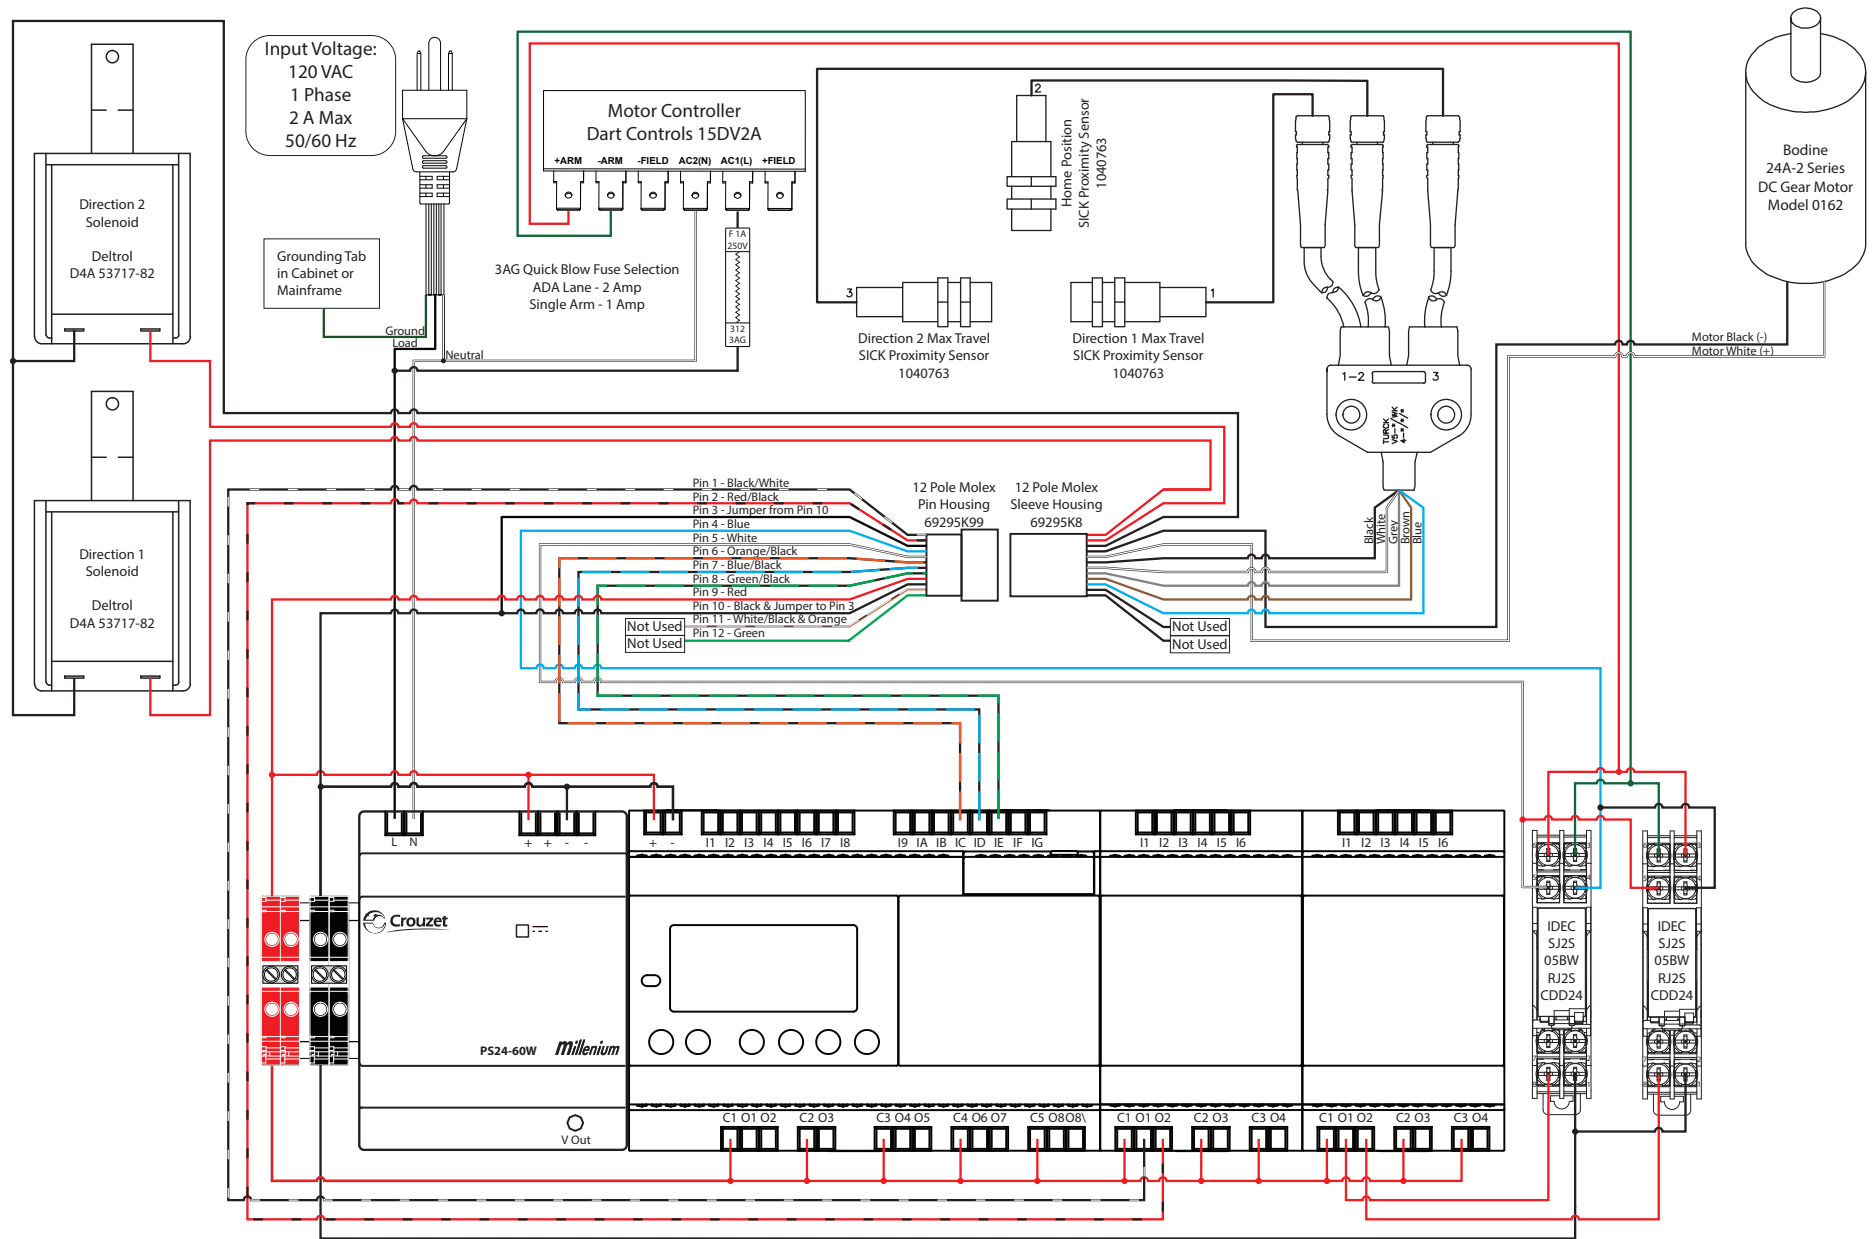 Input Voltage:
120 VAC
1 Phase
2 A Max
50/60 Hz
Direction 2
Solenoid
Deltrol
D4A 53717-82
Direction 1
Solenoid
Deltrol
D4A 53717-82
Grounding Tab
in Cabinet or
Mainframe
Ground
Load
Neutral
Motor Controller
Dart Controls 15DV2A
+ARM -ARM -FIELD AC2(N) AC1(L) +FIELD
F 1A
250V
312
3AG
3AG Quick Blow Fuse Selection
ADA Lane - 2 Amp
Single Arm - 1 Amp
2
Home Position
SICK Proximity Sensor
1040763
3
Direction 2 Max Travel
SICK Proximity Sensor
1040763
1
Direction 1 Max Travel
SICK Proximity Sensor
1040763
1-2 3
TURCK
Bodine
24A-2 Series
DC Gear Motor
Model 0162
Motor Black (-)
Motor White (+)
Black
White
Grey
Brown
Blue
Pin 1 - Black/White
Pin 2 - Red/Black
Pin 3 - Jumper from Pin 10
Pin 4 - Blue
Pin 5 - White
Pin 6 - Orange/Black
Pin 7 - Blue/Black
Pin 8 - Green/Black
Pin 9 - Red
Pin 10 - Black & Jumper to Pin 3
Pin 11 - White/Black & Orange
Pin 12 - Green
Not Used
Not Used
12 Pole Molex
Pin Housing
69295K99
12 Pole Molex
Sleeve Housing
69295K8
Not Used
Not Used
L N
+ + - -
+ -
I1 I2 I3 I4 I5 I6 I7 I8
I9 IA IB IC ID IE IF IG
I1 I2 I3 I4 I5 I6
I1 I2 I3 I4 I5 I6
Crouzet
PS24-60W millenium
V Out
C1 O1 O2
C2 O3
C3 O4 O5
C4 O6 O7
C5 O8 O8\
C1 O1 O2
C2 O3
C3 O4
C1 O1 O2
C2 O3
C3 O4
IDEC
SJ2S
05BW
RJ2S
CDD24
IDEC
SJ2S
05BW
RJ2S
CDD24